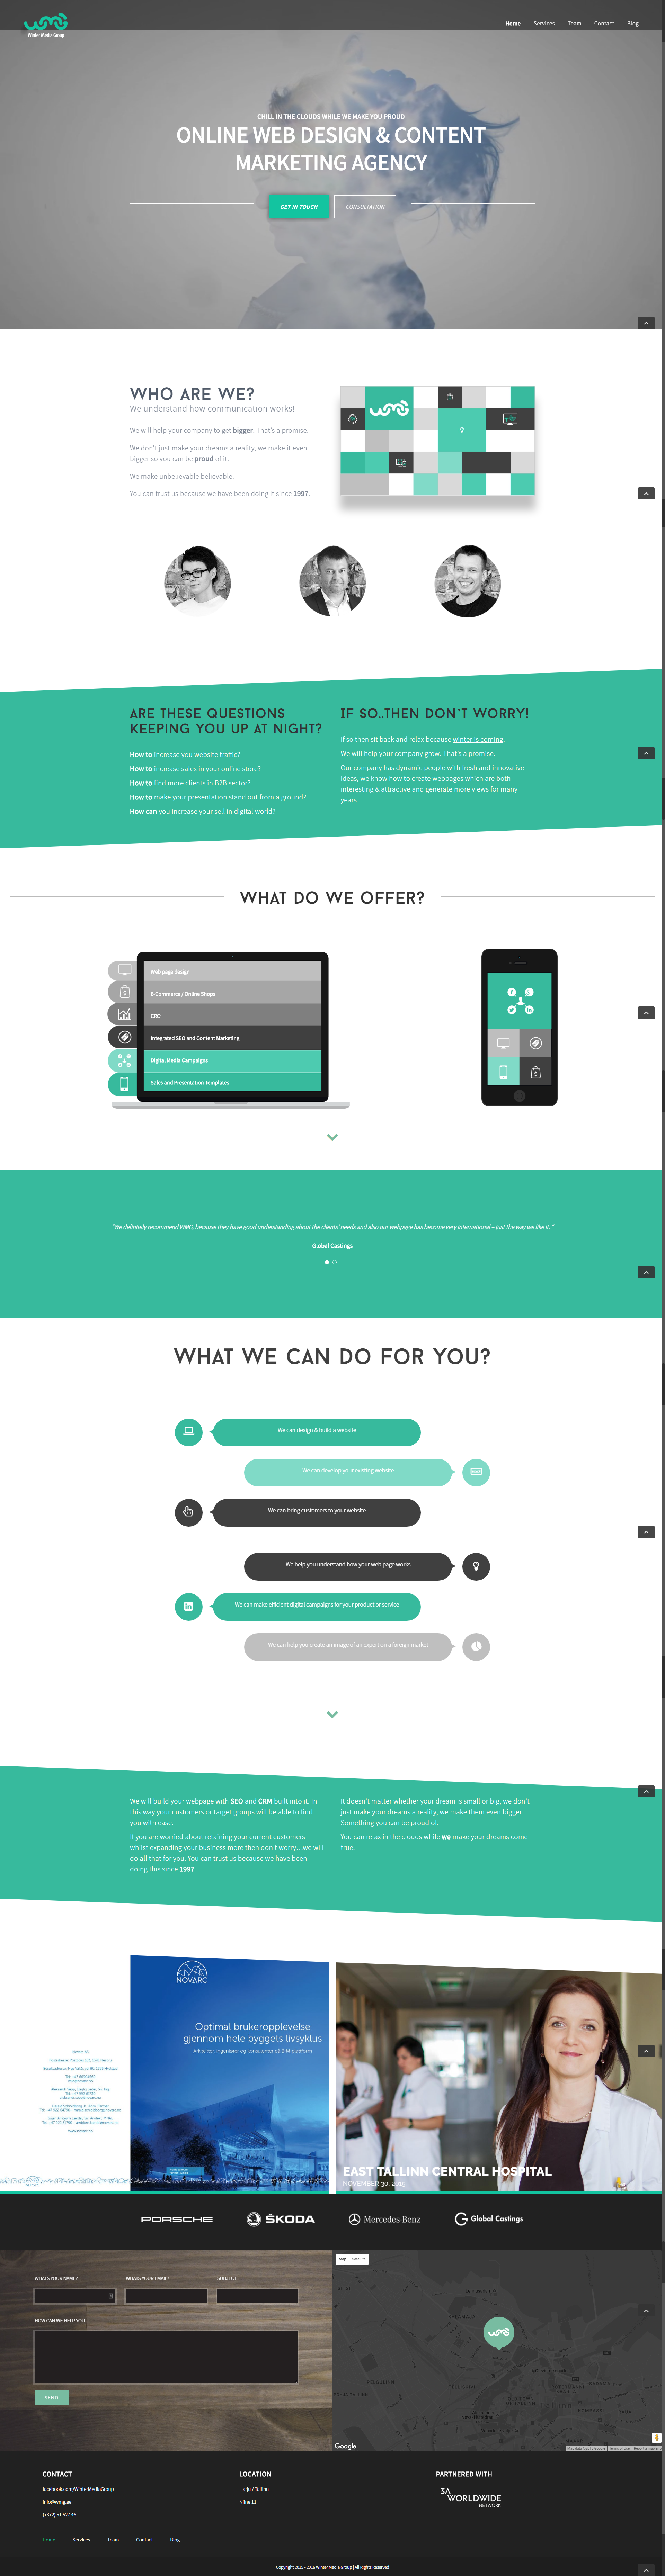 wmg
Winter Media Group
Home Services Team Contact Blog
CHILL IN THE CLOUDS WHILE WE MAKE YOU PROUD
ONLINE WEB DESIGN & CONTENT
MARKETING AGENCY
GET IN TOUCH
CONSULTATION
WHO ARE WE?
We understand how communication works!
We will help your company to get bigger. That's a promise.
We don't just make your dreams a reality, we make it even
bigger so you can be proud of it.
We make unbelievable believable.
You can trust us because we have been doing it since 1997.
wmg
ARE THESE QUESTIONS
KEEPING YOU UP AT NIGHT?
How to increase you website traffic?
How to increase sales in your online store?
How to find more clients in B2B sector?
How to make your presentation stand out from a ground?
How can you increase your sell in digital world?
IF SO..THEN DON'T WORRY!
If so then sit back and relax because winter is coming.
We will help your company grow. That's a promise.
Our company has dynamic people with fresh and innovative
ideas, we know how to create webpages which are both
interesting & attractive and generate more views for many
years.
WHAT DO WE OFFER?
Web page design
E-Commerce / Online Shops
CRO
Integrated SEO and Content Marketing
Digital Media Campaigns
Sales and Presentation Templates
"We definitely recommend WMG, because they have good understanding about the clients' needs and also our webpage has become very international – just the way we like it. "
Global Castings
WHAT WE CAN DO FOR YOU?
We can design & build a website
We can develop your existing website
We can bring customers to your website
We help you understand how your web page works
We can make efficient digital campaigns for your product or service
We can help you create an image of an expert on a foreign market
We will build your webpage with SEO and CRM built into it. In
this way your customers or target groups will be able to find
you with ease.
If you are worried about retaining your current customers
whilst expanding your business more then don't worry…we will
do all that for you. You can trust us because we have been
doing this since 1997.
It doesn't matter whether your dream is small or big, we don't
just make your dreams a reality, we make them even bigger.
Something you can be proud of.
You can relax in the clouds while we make your dreams come
true.
NOVARC
Optimal brukeropplevelse
gjennom hele byggets livsyklus
Arkitekter, ingeniører og konsulenter på BIM-plattform
Novarc AS
www.novarc.no
EAST TALLINN CENTRAL HOSPITAL
NOVEMBER 30, 2015
PORSCHE
ŠKODA
Mercedes-Benz
Global Castings
WHATS YOUR NAME?
WHATS YOUR EMAIL?
SUBJECT
HOW CAN WE HELP YOU
SEND
Map Satellite
wmg
Google
CONTACT
facebook.com/WinterMediaGroup
info@wmg.ee
(+372) 51 527 46
LOCATION
Harju / Tallinn
Niine 11
PARTNERED WITH
3A
WORLDWIDE
NETWORK
Home Services Team Contact Blog
Copyright 2015 - 2016 Winter Media Group | All Rights Reserved